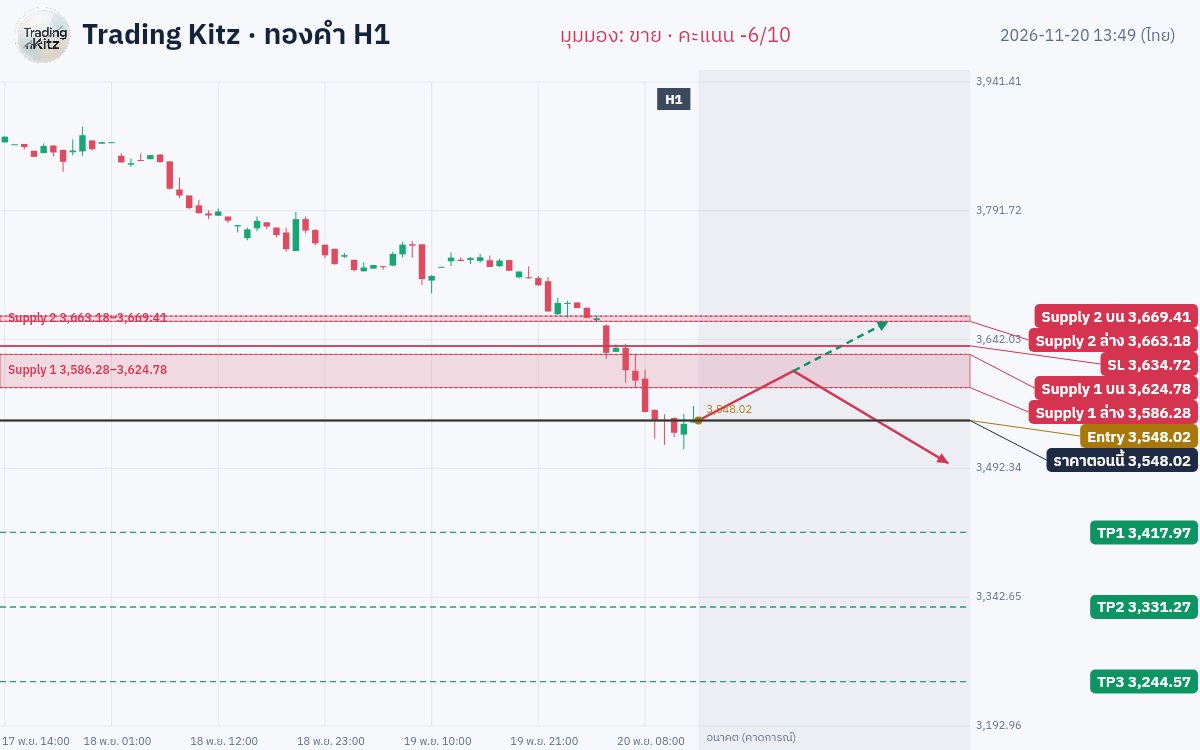 Trading Kitz
Trading Kitz · ทองคำ H1
มุมมอง: ขาย · คะแนน -6/10
2026-11-20 13:49 (ไทย)
H1
3,941.41
3,791.72
3,642.03
3,492.34
3,342.65
3,192.96
Supply 2 3,663.18–3,669.41
Supply 1 3,586.28–3,624.78
3,548.02
Supply 2 บน 3,669.41
Supply 2 ล่าง 3,663.18
SL 3,634.72
Supply 1 บน 3,624.78
Supply 1 ล่าง 3,586.28
Entry 3,548.02
ราคาตอนนี้ 3,548.02
TP1 3,417.97
TP2 3,331.27
TP3 3,244.57
17 พ.ย. 14:00
18 พ.ย. 01:00
18 พ.ย. 12:00
18 พ.ย. 23:00
19 พ.ย. 10:00
19 พ.ย. 21:00
20 พ.ย. 08:00
อนาคต (คาดการณ์)